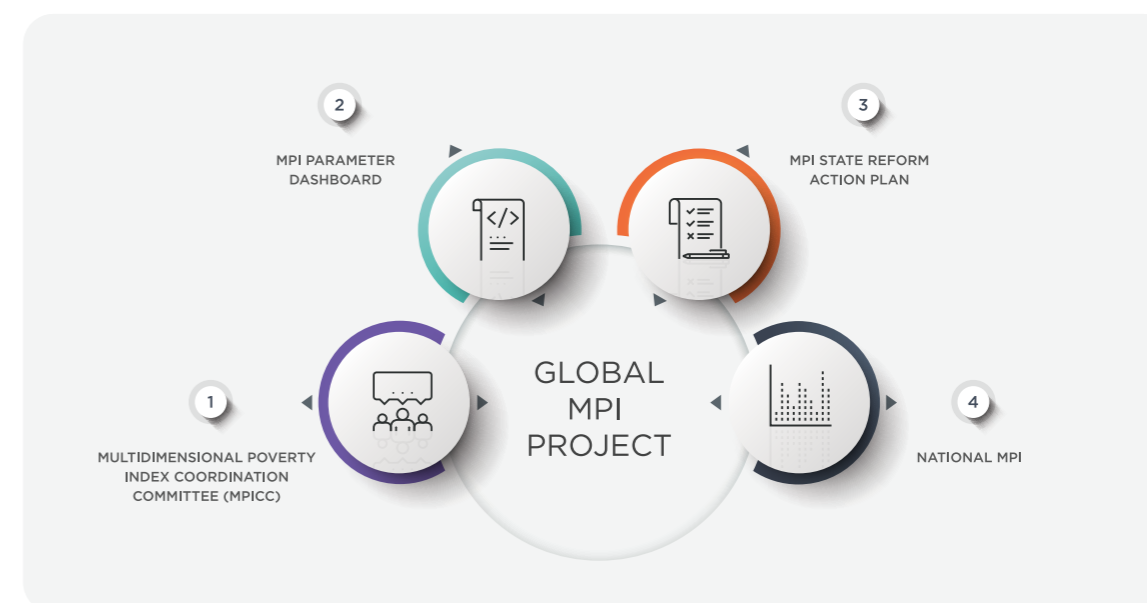 2
MPI PARAMETER
DASHBOARD
3
MPI STATE REFORM
ACTION PLAN
</>
GLOBAL
MPI
PROJECT
1
MULTIDIMENSIONAL POVERTY
INDEX COORDINATION
COMMITTEE (MPICC)
4
NATIONAL MPI